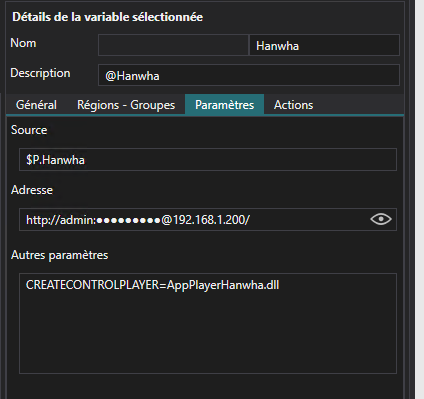 Détails de la variable sélectionnée
Nom Hanwha
Description @Hanwha
Général Régions - Groupes Paramètres Actions
Source
$P.Hanwha
Adresse
http://admin:●●●●●●●●●@192.168.1.200/
Autres paramètres
CREATECONTROLPLAYER=AppPlayerHanwha.dll